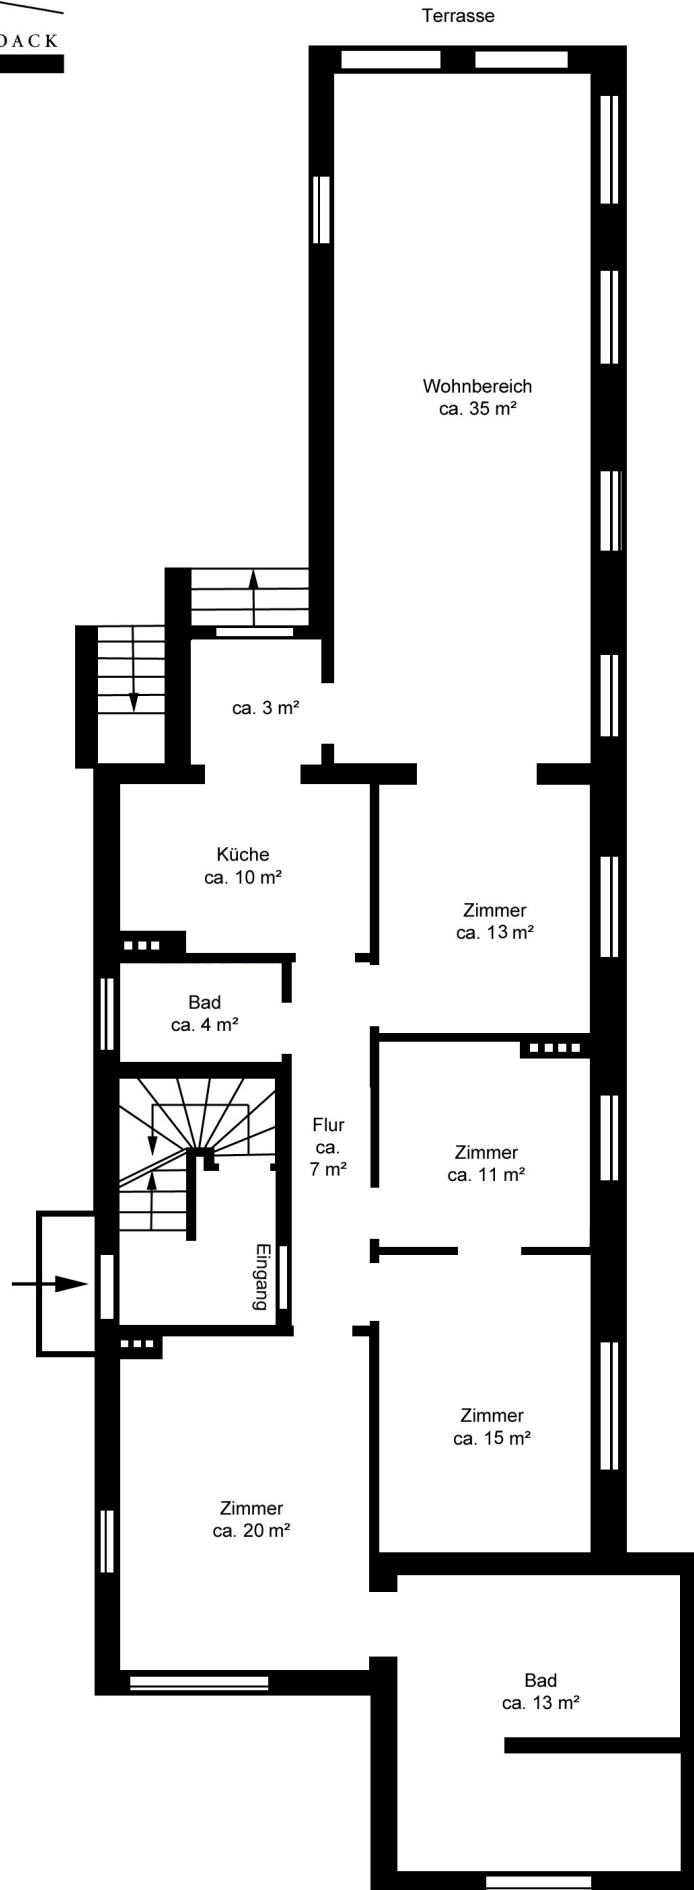 Terrasse
DACK
Wohnbereich
ca. 35 m²
ca. 3 m²
Küche
ca. 10 m²
Zimmer
ca. 13 m²
Bad
ca. 4 m²
Flur
ca.
7 m²
Zimmer
ca. 11 m²
Eingang
Zimmer
ca. 15 m²
Zimmer
ca. 20 m²
Bad
ca. 13 m²